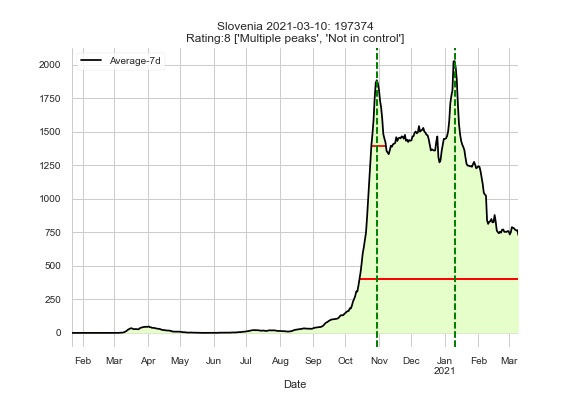 Slovenia 2021-03-10: 197374
Rating:8 ['Multiple peaks', 'Not in control']
Average-7d
2000
1750
1500
1250
1000
750
500
250
0
Feb Mar Apr May Jun Jul Aug Sep Oct Nov Dec Jan Feb Mar
2021
Date